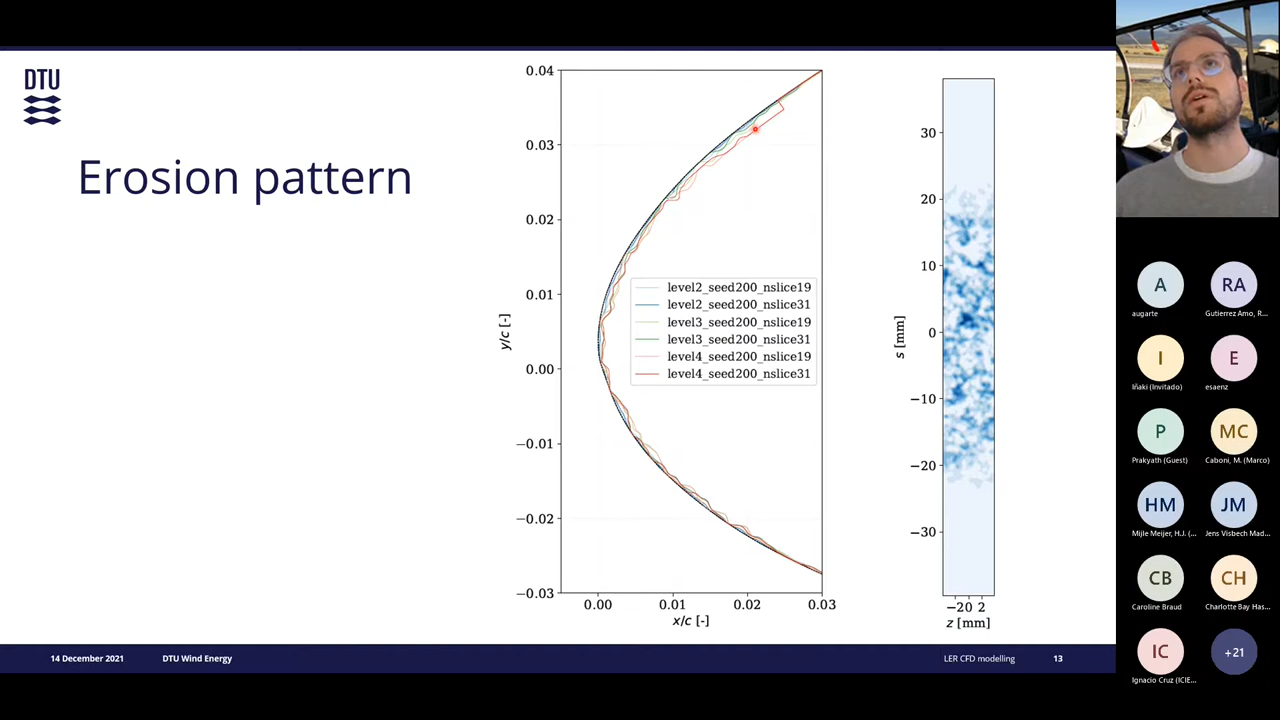 DTU
Erosion pattern
0.04
0.03
0.02
0.01
0.00
−0.01
−0.02
−0.03
y/c [-]
0.00 0.01 0.02 0.03
x/c [-]
level2_seed200_nslice19
level2_seed200_nslice31
level3_seed200_nslice19
level3_seed200_nslice31
level4_seed200_nslice19
level4_seed200_nslice31
30
20
10
0
−10
−20
−30
s [mm]
−20 2
z [mm]
14 December 2021 DTU Wind Energy LER CFD modelling 13
A RA
augarte Gutierrez Amo, R...
I E
Iñaki (Invitado) esaenz
P MC
Prakyath (Guest) Caboni, M. (Marco)
HM JM
Mijle Meijer, H.J. (... Jens Visbech Mad...
CB CH
Caroline Braud Charlotte Bay Has...
IC +21
Ignacio Cruz (ICIE...